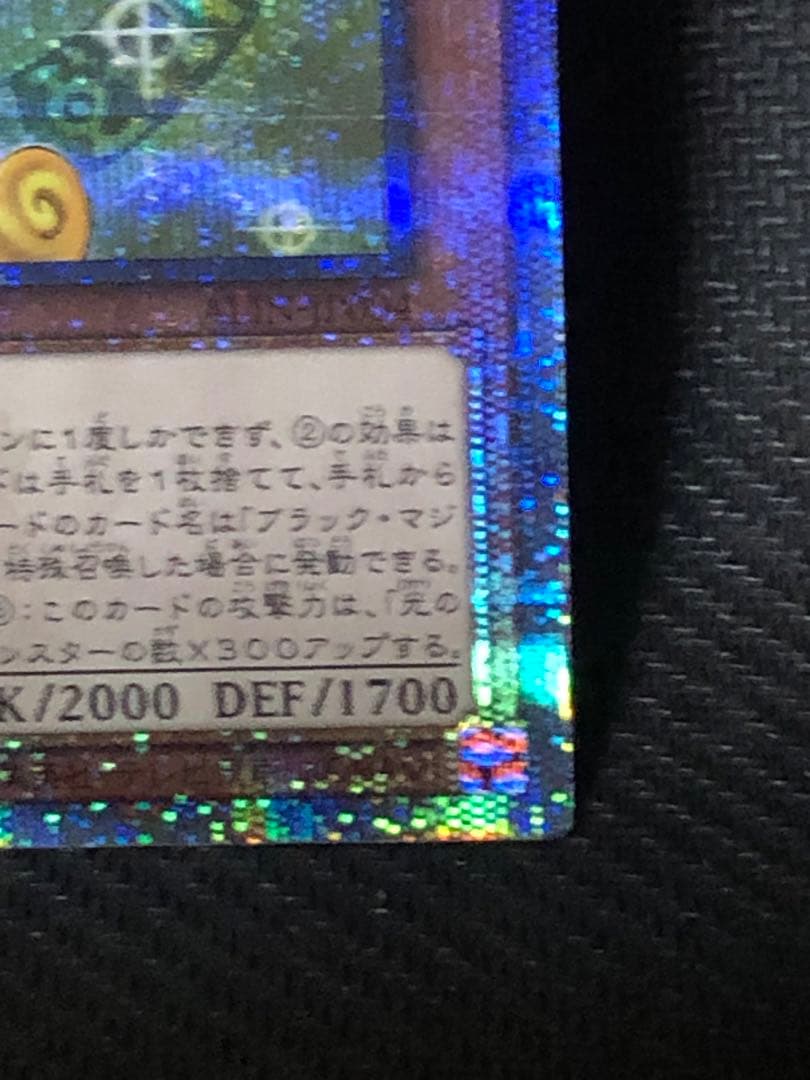 ンに1度しかできず、②の効果は
ドは手札を1枚捨てて、手札から
ードのカード名は「ブラック・マジ
特殊召喚した場合に発動できる。
:このカードの攻撃力は、「元の
ンスターの数×300アップする。
K/2000 DEF/1700